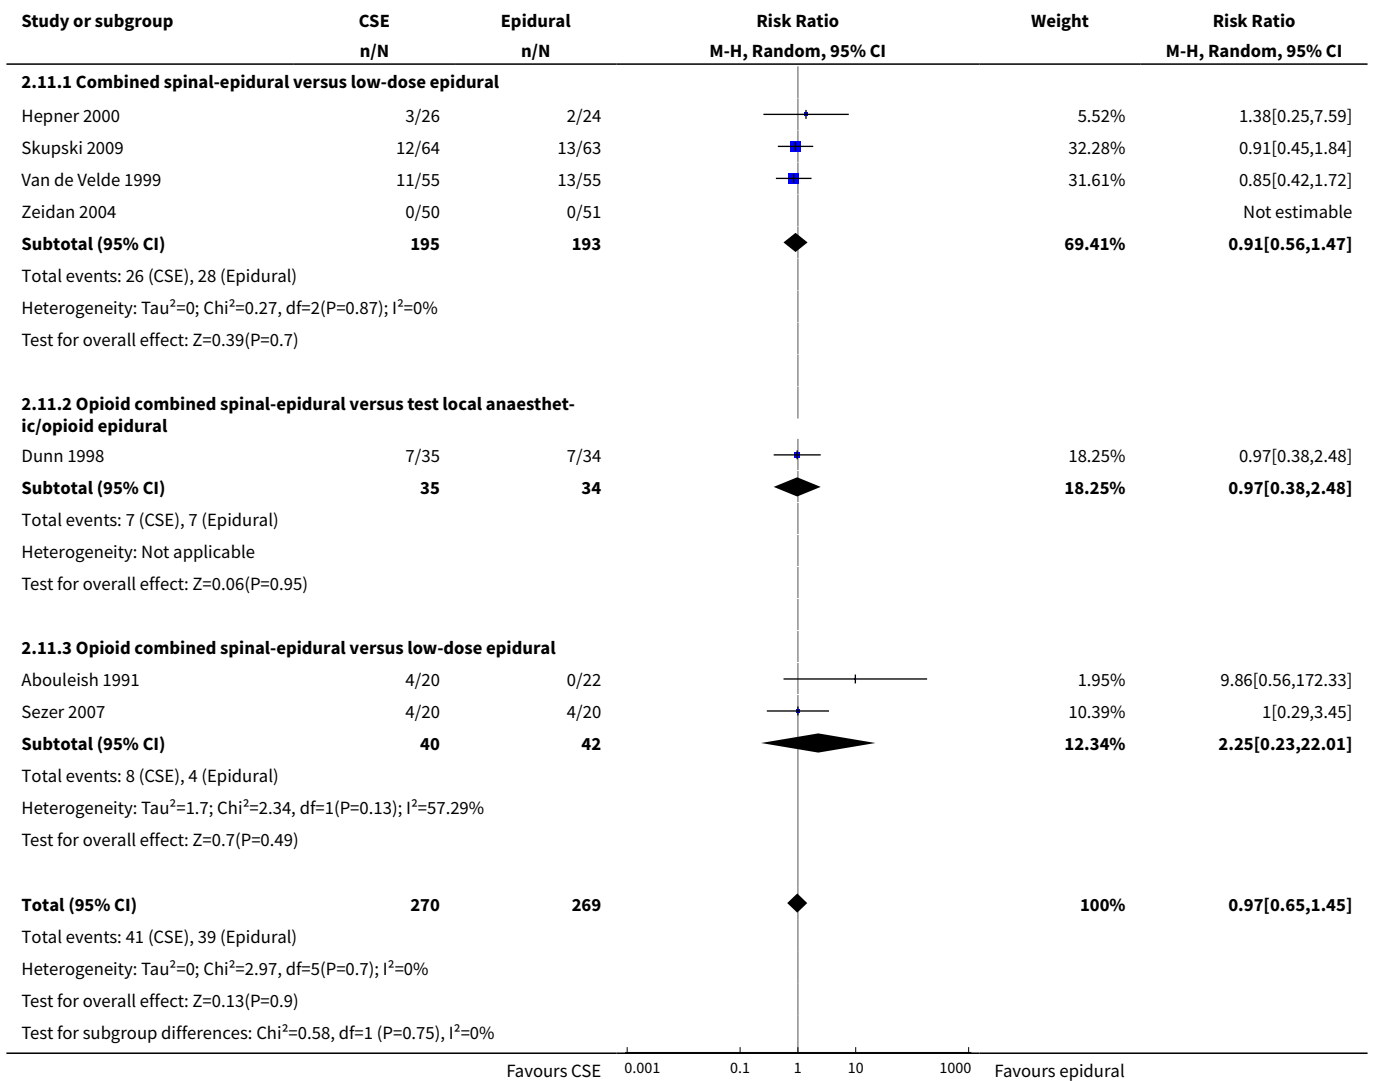 Study or subgroup CSE Epidural Risk Ratio Weight Risk Ratio
n/N n/N M-H, Random, 95% CI M-H, Random, 95% CI
2.11.1 Combined spinal-epidural versus low-dose epidural
Hepner 2000 3/26 2/24 5.52% 1.38[0.25,7.59]
Skupski 2009 12/64 13/63 32.28% 0.91[0.45,1.84]
Van de Velde 1999 11/55 13/55 31.61% 0.85[0.42,1.72]
Zeidan 2004 0/50 0/51 Not estimable
Subtotal (95% CI) 195 193 69.41% 0.91[0.56,1.47]
Total events: 26 (CSE), 28 (Epidural)
Heterogeneity: Tau²=0; Chi²=0.27, df=2(P=0.87); I²=0%
Test for overall effect: Z=0.39(P=0.7)
2.11.2 Opioid combined spinal-epidural versus test local anaesthet-
ic/opioid epidural
Dunn 1998 7/35 7/34 18.25% 0.97[0.38,2.48]
Subtotal (95% CI) 35 34 18.25% 0.97[0.38,2.48]
Total events: 7 (CSE), 7 (Epidural)
Heterogeneity: Not applicable
Test for overall effect: Z=0.06(P=0.95)
2.11.3 Opioid combined spinal-epidural versus low-dose epidural
Abouleish 1991 4/20 0/22 1.95% 9.86[0.56,172.33]
Sezer 2007 4/20 4/20 10.39% 1[0.29,3.45]
Subtotal (95% CI) 40 42 12.34% 2.25[0.23,22.01]
Total events: 8 (CSE), 4 (Epidural)
Heterogeneity: Tau²=1.7; Chi²=2.34, df=1(P=0.13); I²=57.29%
Test for overall effect: Z=0.7(P=0.49)
Total (95% CI) 270 269 100% 0.97[0.65,1.45]
Total events: 41 (CSE), 39 (Epidural)
Heterogeneity: Tau²=0; Chi²=2.97, df=5(P=0.7); I²=0%
Test for overall effect: Z=0.13(P=0.9)
Test for subgroup differences: Chi²=0.58, df=1 (P=0.75), I²=0%
Favours CSE 0.001 0.1 1 10 1000 Favours epidural